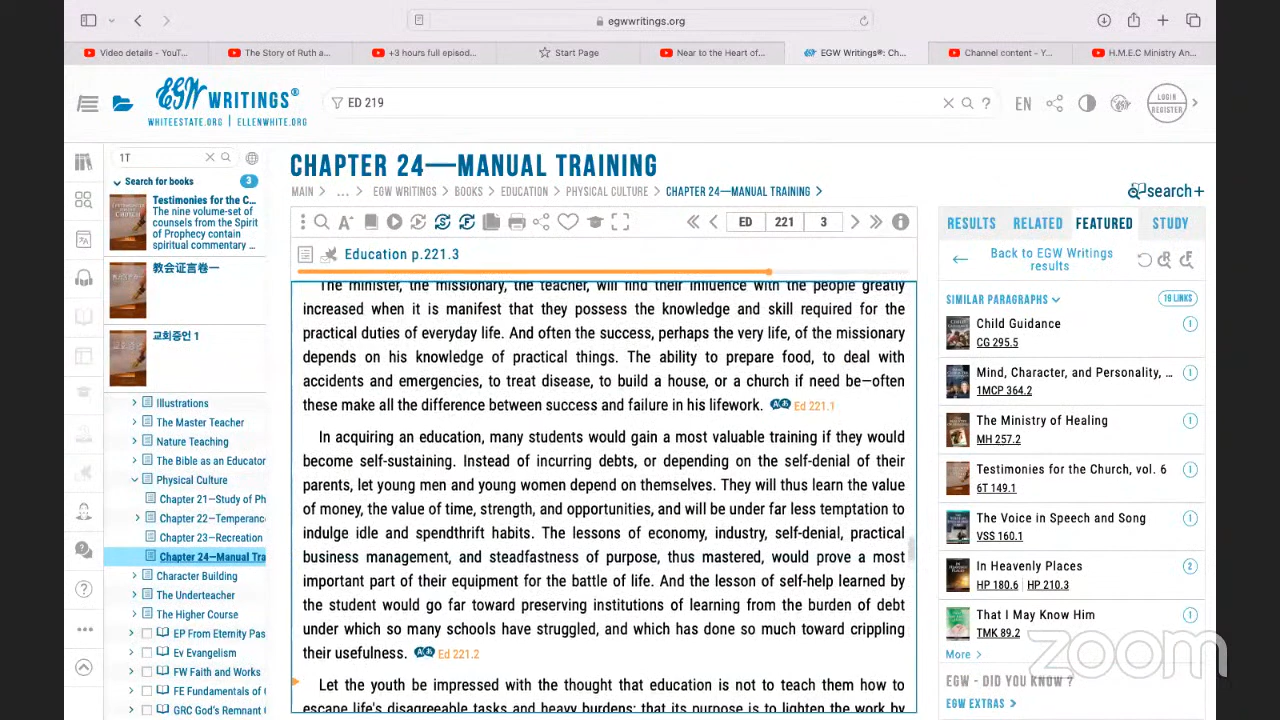 egwwritings.org
Video details - YouT...
The Story of Ruth a...
+3 hours full episod...
Start Page
Near to the Heart of...
EGW Writings®: Ch...
Channel content - Y...
H.M.E.C Ministry An...
EGW WRITINGS®
WHITEESTATE.ORG | ELLENWHITE.ORG
ED 219
EN
LOGIN
REGISTER
1T
Search for books
3
Testimonies for the C...
The nine volume-set of
counsels from the Spirit
of Prophecy contain
spiritual commentary ...
教会证言卷一
교회증언 1
Illustrations
The Master Teacher
Nature Teaching
The Bible as an Educator
Physical Culture
Chapter 21—Study of Ph
Chapter 22—Temperanc
Chapter 23—Recreation
Chapter 24—Manual Tra
Character Building
The Underteacher
The Higher Course
EP From Eternity Pas
Ev Evangelism
FW Faith and Works
FE Fundamentals of
GRC God's Remnant
CHAPTER 24—MANUAL TRAINING
MAIN > ... > EGW WRITINGS > BOOKS > EDUCATION > PHYSICAL CULTURE > CHAPTER 24—MANUAL TRAINING >
ED 221 3
Education p.221.3
The minister, the missionary, the teacher, will find their influence with the people greatly
increased when it is manifest that they possess the knowledge and skill required for the
practical duties of everyday life. And often the success, perhaps the very life, of the missionary
depends on his knowledge of practical things. The ability to prepare food, to deal with
accidents and emergencies, to treat disease, to build a house, or a church if need be—often
these make all the difference between success and failure in his lifework. Ed 221.1
In acquiring an education, many students would gain a most valuable training if they would
become self-sustaining. Instead of incurring debts, or depending on the self-denial of their
parents, let young men and young women depend on themselves. They will thus learn the value
of money, the value of time, strength, and opportunities, and will be under far less temptation to
indulge idle and spendthrift habits. The lessons of economy, industry, self-denial, practical
business management, and steadfastness of purpose, thus mastered, would prove a most
important part of their equipment for the battle of life. And the lesson of self-help learned by
the student would go far toward preserving institutions of learning from the burden of debt
under which so many schools have struggled, and which has done so much toward crippling
their usefulness. Ed 221.2
Let the youth be impressed with the thought that education is not to teach them how to
escape life's disagreeable tasks and heavy burdens; that its purpose is to lighten the work by
search+
RESULTS
RELATED
FEATURED
STUDY
Back to EGW Writings
results
SIMILAR PARAGRAPHS
19 LINKS
Child Guidance
1
CG 295.5
Mind, Character, and Personality, ...
1
1MCP 364.2
The Ministry of Healing
1
MH 257.2
Testimonies for the Church, vol. 6
1
6T 149.1
The Voice in Speech and Song
1
VSS 160.1
In Heavenly Places
2
HP 180.6 | HP 210.3
That I May Know Him
1
TMK 89.2
More >
EGW - DID YOU KNOW ?
EGW EXTRAS >
zoom